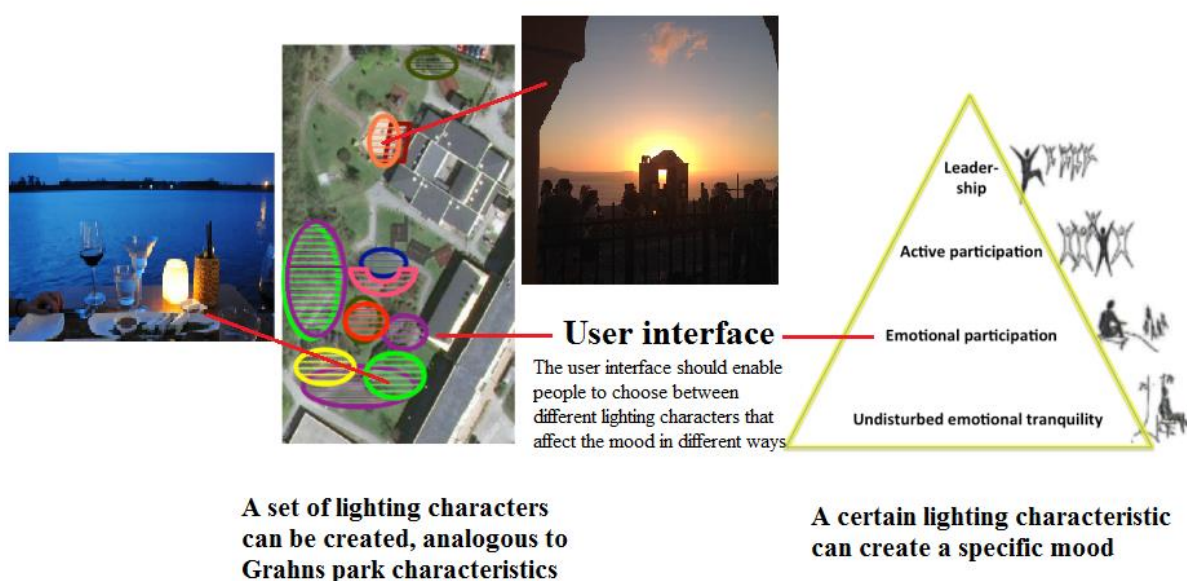 Leader-
ship
Active participation
User interface
Emotional participation
The user interface should enable
people to choose between
different lighting characters that
affect the mood in different ways
Undisturbed emotional tranquility
A set of lighting characters
can be created, analogous to
Grahns park characteristics
A certain lighting characteristic
can create a specific mood